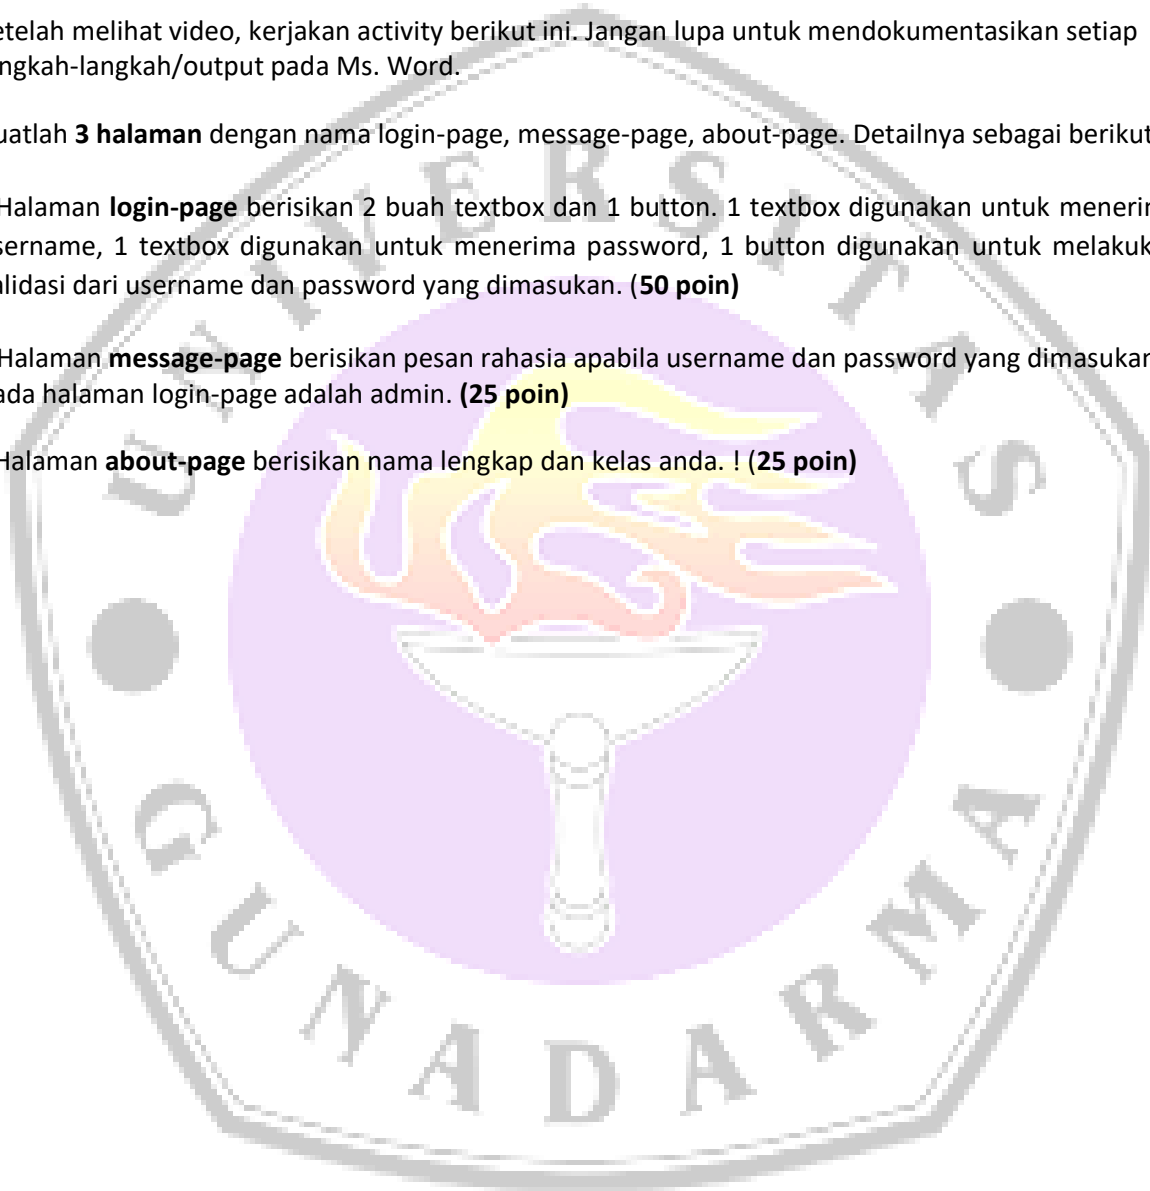 etelah melihat video, kerjakan activity berikut ini. Jangan lupa untuk mendokumentasikan setiap
ngkah-langkah/output pada Ms. Word.
uatlah 3 halaman dengan nama login-page, message-page, about-page. Detailnya sebagai berikut
Halaman login-page berisikan 2 buah textbox dan 1 button. 1 textbox digunakan untuk menerin
sername, 1 textbox digunakan untuk menerima password, 1 button digunakan untuk melakuk
alidasi dari username dan password yang dimasukan. (50 poin)
Halaman message-page berisikan pesan rahasia apabila username dan password yang dimasukan
ada halaman login-page adalah admin. (25 poin)
Halaman about-page berisikan nama lengkap dan kelas anda. ! (25 poin)
UNIVERSITAS
GUNADARMA